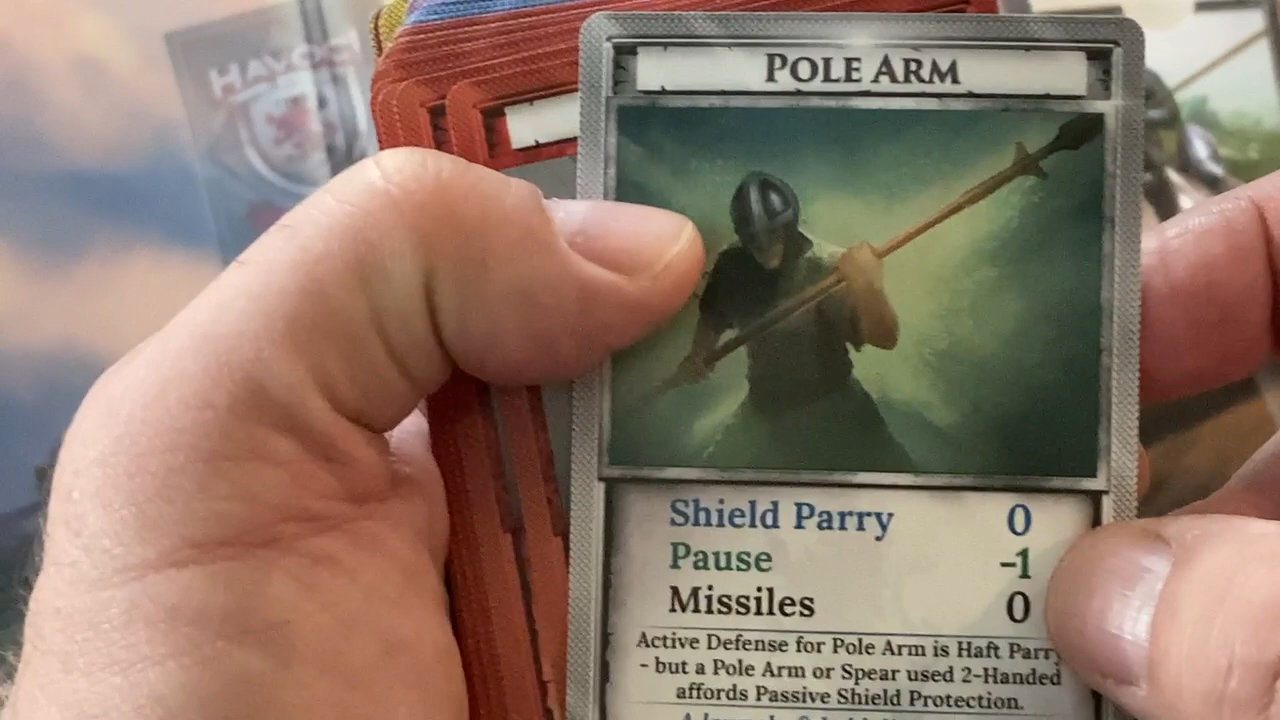 HAVOC
POLE ARM
Shield Parry 0
Pause -1
Missiles 0
Active Defense for Pole Arm is Haft Parry
- but a Pole Arm or Spear used 2-Handed
affords Passive Shield Protection.